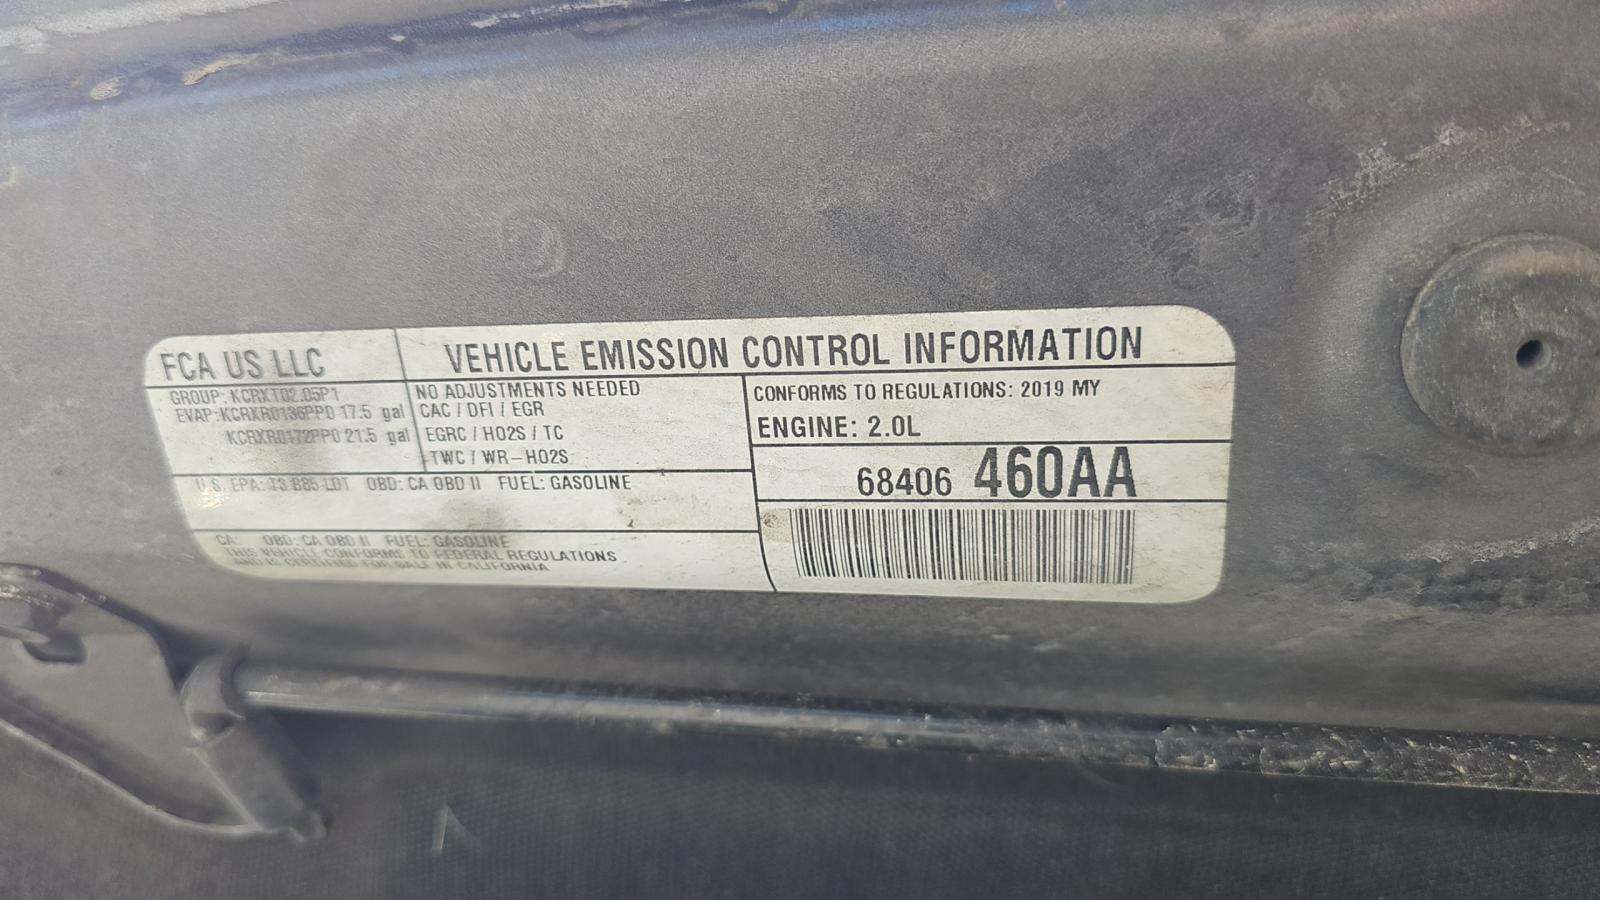 FCA US LLC
VEHICLE EMISSION CONTROL INFORMATION
GROUP: KCRXT02.05P1
EVAP: KCRXR0136PP0 17.5 gal
KCRXR0172PP0 21.5 gal
NO ADJUSTMENTS NEEDED
CAC / DFI / EGR
EGRC / HO2S / TC
TWC / WR-HO2S
CONFORMS TO REGULATIONS: 2019 MY
ENGINE: 2.0L
68406 460AA
U.S. EPA: T3 B85 LDT OBD: CA OBD II FUEL: GASOLINE
CA: OBD: CA OBD II FUEL: GASOLINE
THIS VEHICLE CONFORMS TO FEDERAL REGULATIONS
AND IS CERTIFIED FOR SALE IN CALIFORNIA